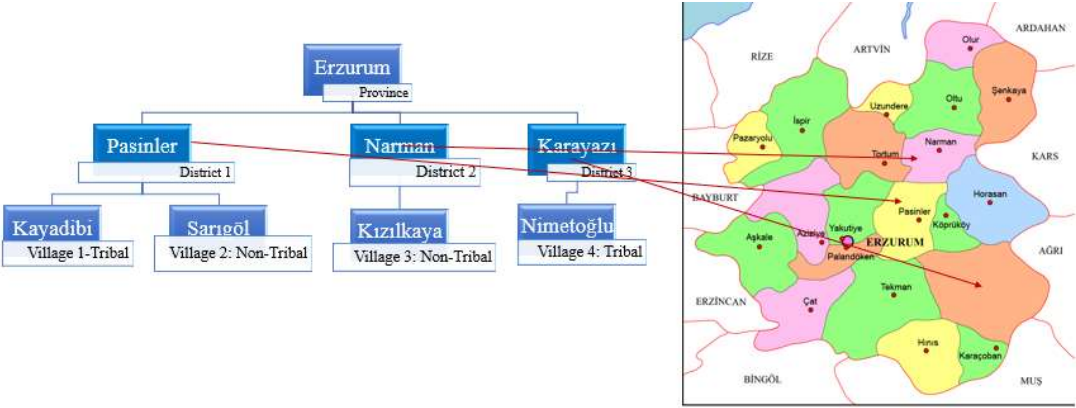 Erzurum
Province
Pasinler
District 1
Narman
District 2
Karayazı
District 3
Kayadibi
Village 1-Tribal
Sarıgöl
Village 2: Non-Tribal
Kızılkaya
Village 3: Non-Tribal
Nimetoğlu
Village 4: Tribal
ARDAHAN
Olur
ARTVİN
RİZE
Şenkaya
Uzundere
Oltu
İspir
Pazaryolu
Narman
Tortum
KARS
BAYBURT
Horasan
Pasinler
Köprüköy
Aziziye
Yakutiye
Aşkale
ERZURUM
Palandöken
AĞRI
Tekman
ERZİNCAN
Çat
Hınıs
Karaçoban
BİNGÖL
MUŞ